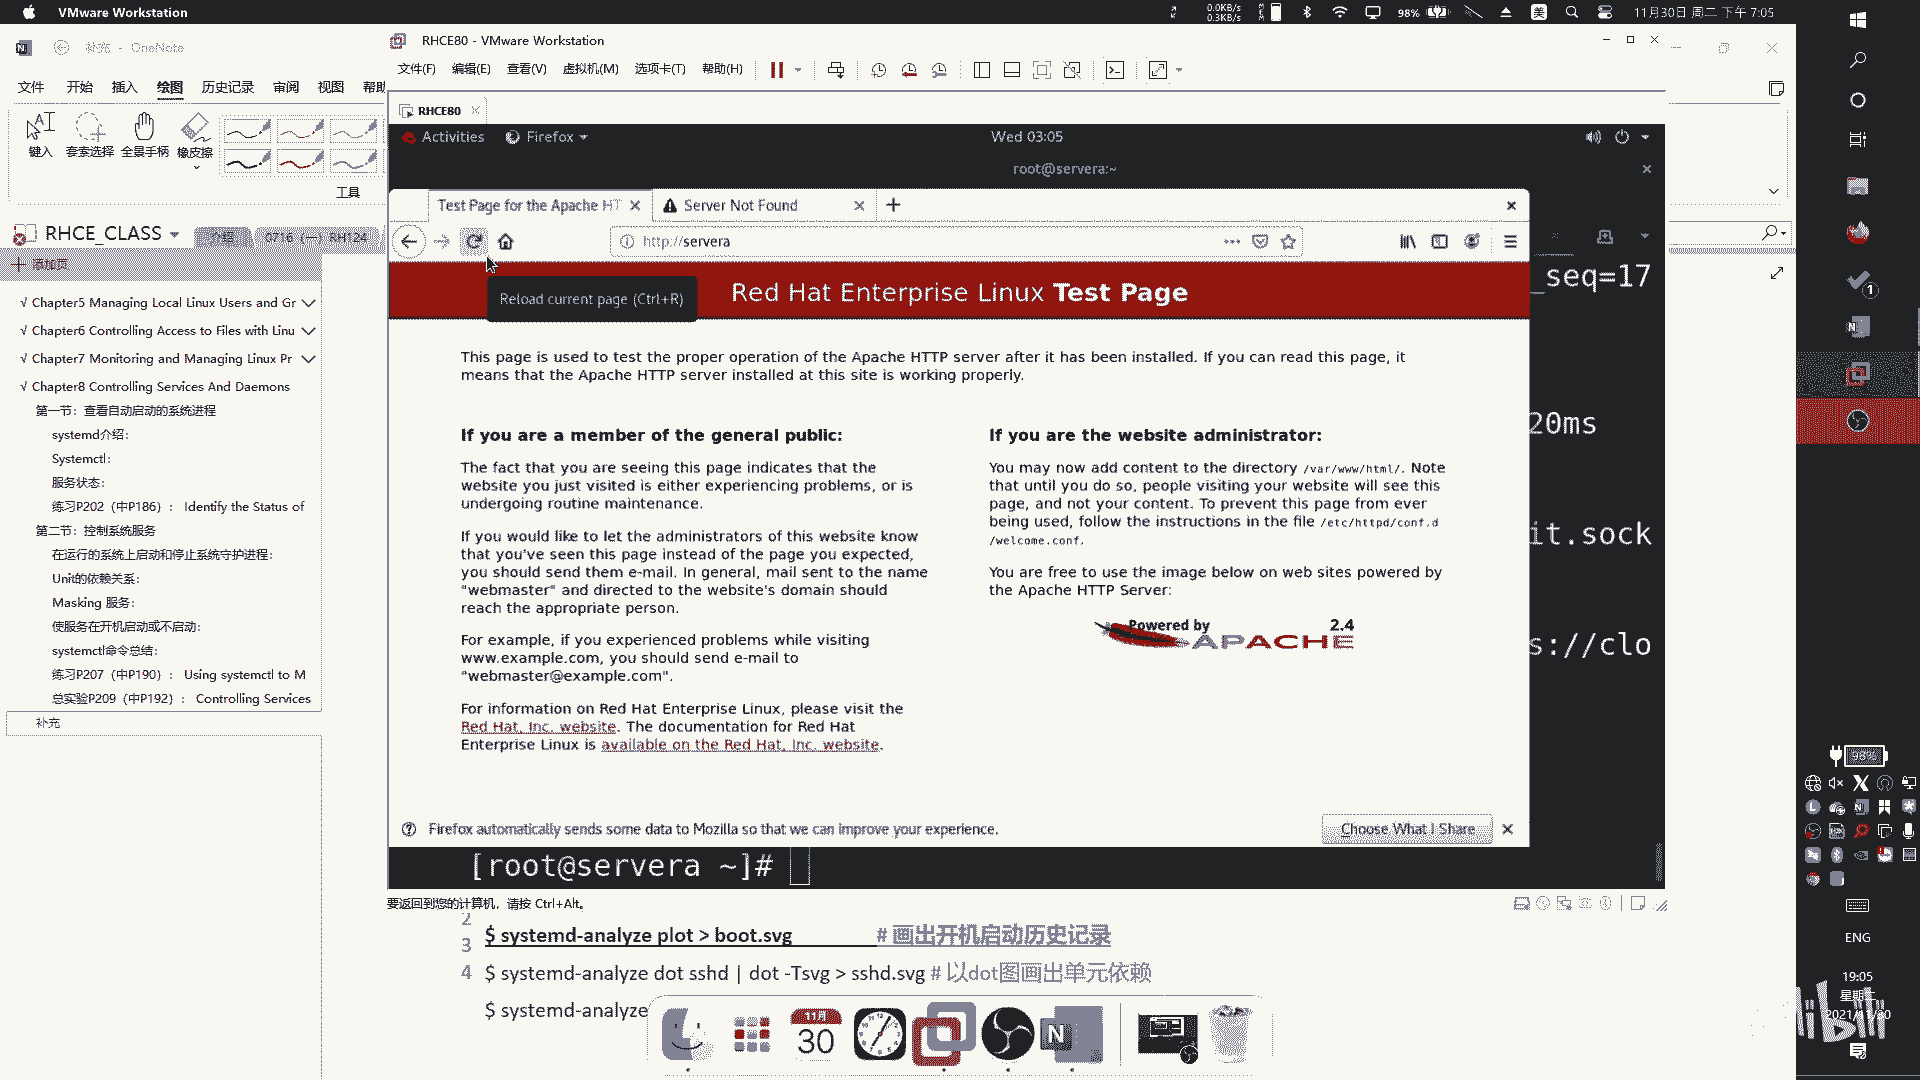 VMware Workstation
0.0KB/s
0.3KB/s
98%
美
11月30日 周二 下午 7:05
补充 - OneNote
文件 开始 插入 绘图 历史记录 审阅 视图 帮助
键入 套索选择 全景手柄 橡皮擦
工具
RHCE_CLASS
介绍
0716 (一) RH124
添加页
√ Chapter5 Managing Local Linux Users and Gr
√ Chapter6 Controlling Access to Files with Linu
√ Chapter7 Monitoring and Managing Linux Pr
√ Chapter8 Controlling Services And Daemons
第一节：查看自动启动的系统进程
systemd介绍：
Systemctl：
服务状态：
练习P202（中P186）： Identify the Status of
第二节：控制系统服务
在运行的系统上启动和停止系统守护进程：
Unit的依赖关系：
Masking 服务：
使服务在开机启动或不启动：
systemctl命令总结：
练习P207（中P190）： Using systemctl to M
总实验P209（中P192）： Controlling Services
补充
RHCE80 - VMware Workstation
文件(F) 编辑(E) 查看(V) 虚拟机(M) 选项卡(T) 帮助(H)
RHCE80
Activities
Firefox
Wed 03:05
root@servera:~
Test Page for the Apache HT
Server Not Found
http://servera
Reload current page (Ctrl+R)
Red Hat Enterprise Linux Test Page
This page is used to test the proper operation of the Apache HTTP server after it has been installed. If you can read this page, it
means that the Apache HTTP server installed at this site is working properly.
If you are a member of the general public:
The fact that you are seeing this page indicates that the
website you just visited is either experiencing problems, or is
undergoing routine maintenance.
If you would like to let the administrators of this website know
that you've seen this page instead of the page you expected,
you should send them e-mail. In general, mail sent to the name
"webmaster" and directed to the website's domain should
reach the appropriate person.
For example, if you experienced problems while visiting
www.example.com, you should send e-mail to
"webmaster@example.com".
For information on Red Hat Enterprise Linux, please visit the
Red Hat, Inc. website. The documentation for Red Hat
Enterprise Linux is available on the Red Hat, Inc. website.
If you are the website administrator:
You may now add content to the directory /var/www/html/. Note
that until you do so, people visiting your website will see this
page, and not your content. To prevent this page from ever
being used, follow the instructions in the file /etc/httpd/conf.d
/welcome.conf.
You are free to use the image below on web sites powered by
the Apache HTTP Server:
Powered by 2.4
APACHE
Firefox automatically sends some data to Mozilla so that we can improve your experience.
Choose What I Share
_seq=17
20ms
it.sock
s://clo
[root@servera ~]#
要返回到您的计算机，请按 Ctrl+Alt。
2
3
$ systemd-analyze plot > boot.svg # 画出开机启动历史记录
4
$ systemd-analyze dot sshd | dot -Tsvg > sshd.svg # 以dot图画出单元依赖
$ systemd-analyze
11月
30
N
1
98%
ENG
19:05
星期二
2021/11/30